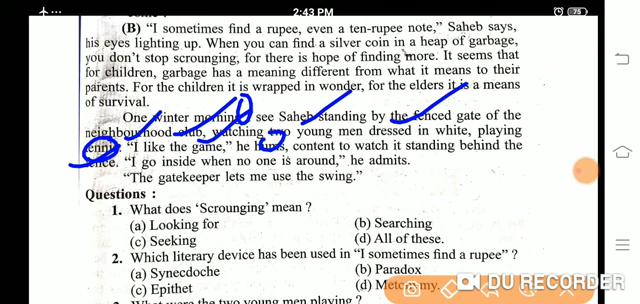 2:43 PM
75
(B) "I sometimes find a rupee, even a ten-rupee note," Saheb says,
his eyes lighting up. When you can find a silver coin in a heap of garbage,
you don't stop scrounging, for there is hope of finding more. It seems that
for children, garbage has a meaning different from what it means to their
parents. For the children it is wrapped in wonder, for the elders it is a means
of survival.
One winter morning see Saheb standing by the fenced gate of the
neighbourhood club, watching two young men dressed in white, playing
"I like the game," he hums, content to watch it standing behind the
"I go inside when no one is around," he admits.
"The gatekeeper lets me use the swing."
Questions :
1. What does 'Scrounging' mean ?
(a) Looking for (b) Searching
(c) Seeking (d) All of these.
2. Which literary device has been used in "I sometimes find a rupee" ?
(a) Synecdoche (b) Paradox
(c) Epithet (d)
DU RECORDER